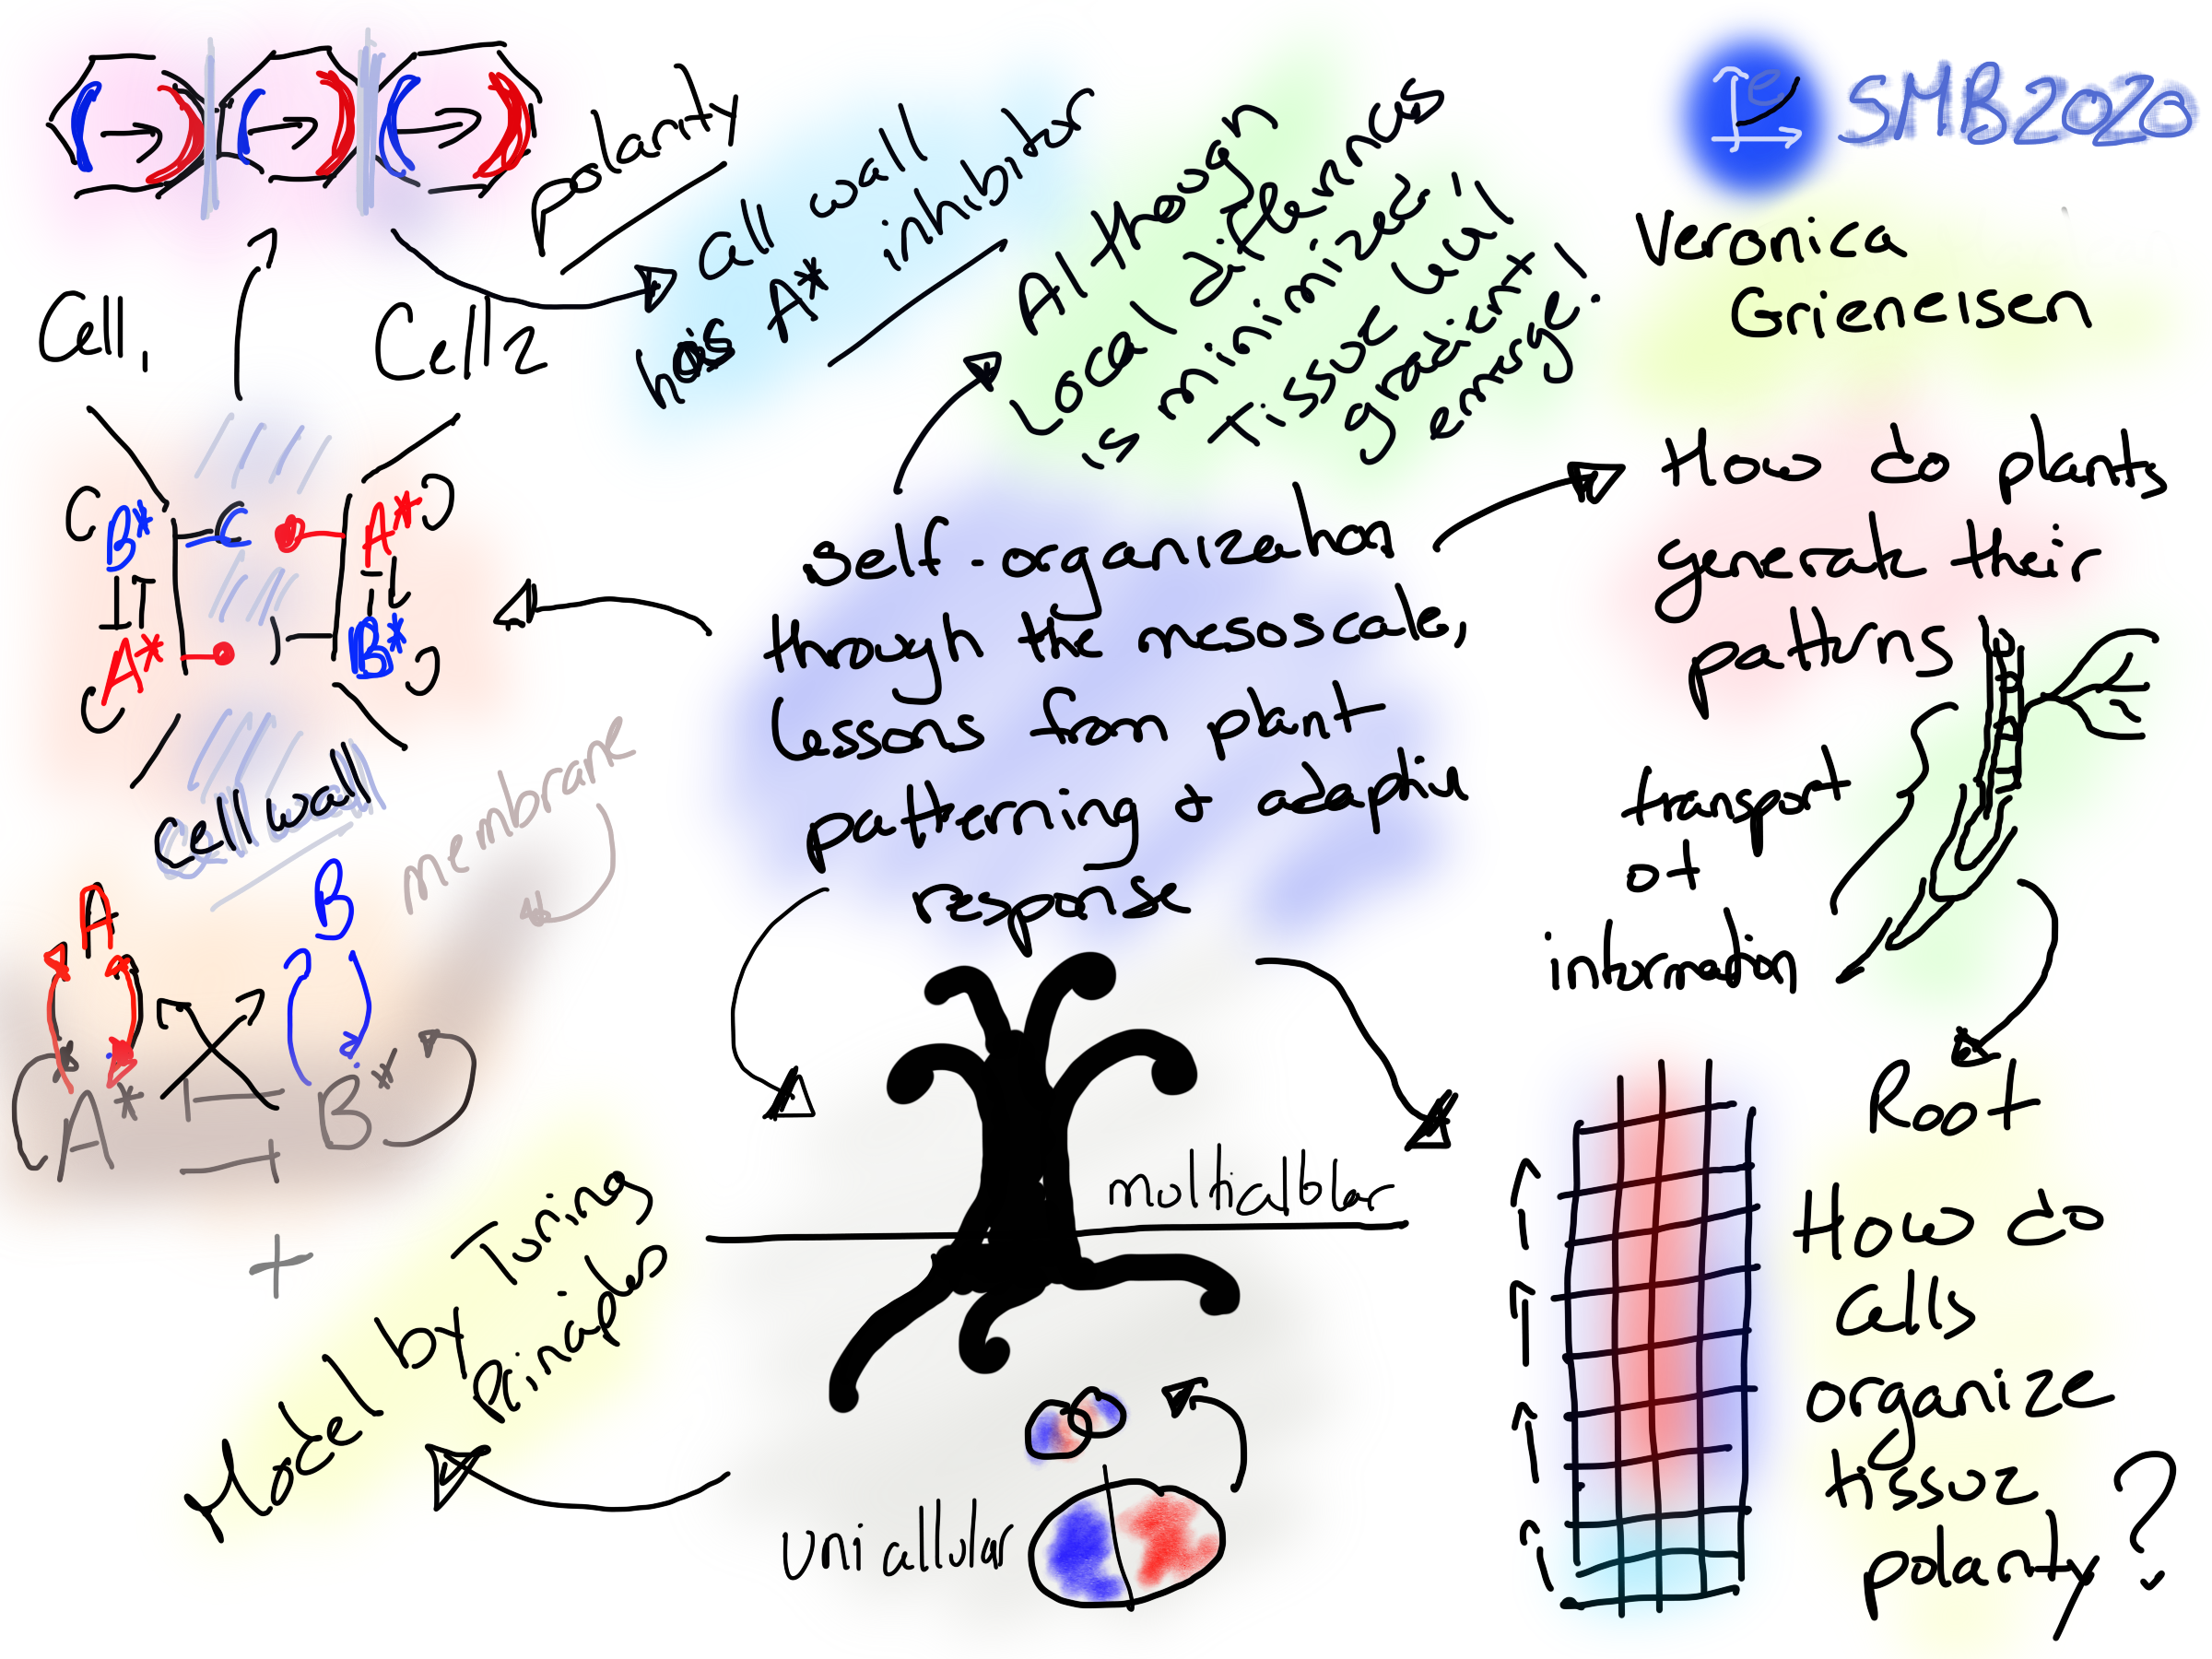 SMB2020
Veronica
Grieneisen
polarity
Cell wall
has A* inhibitor
Although
local differences
is minimized,
Tissue level
gradient
emerge!
Cell 1
Cell 2
B*
A*
A*
B*
Cell wall
membrane
self-organization
through the mesoscale,
lessons from plant
patterning & adaptive
response
How do plants
generate their
patterns
transport
of
information
Root
How do
cells
organize
tissue
polarity?
A
B
A*
B*
+
Model by Turing
Principles
multicellular
unicellular